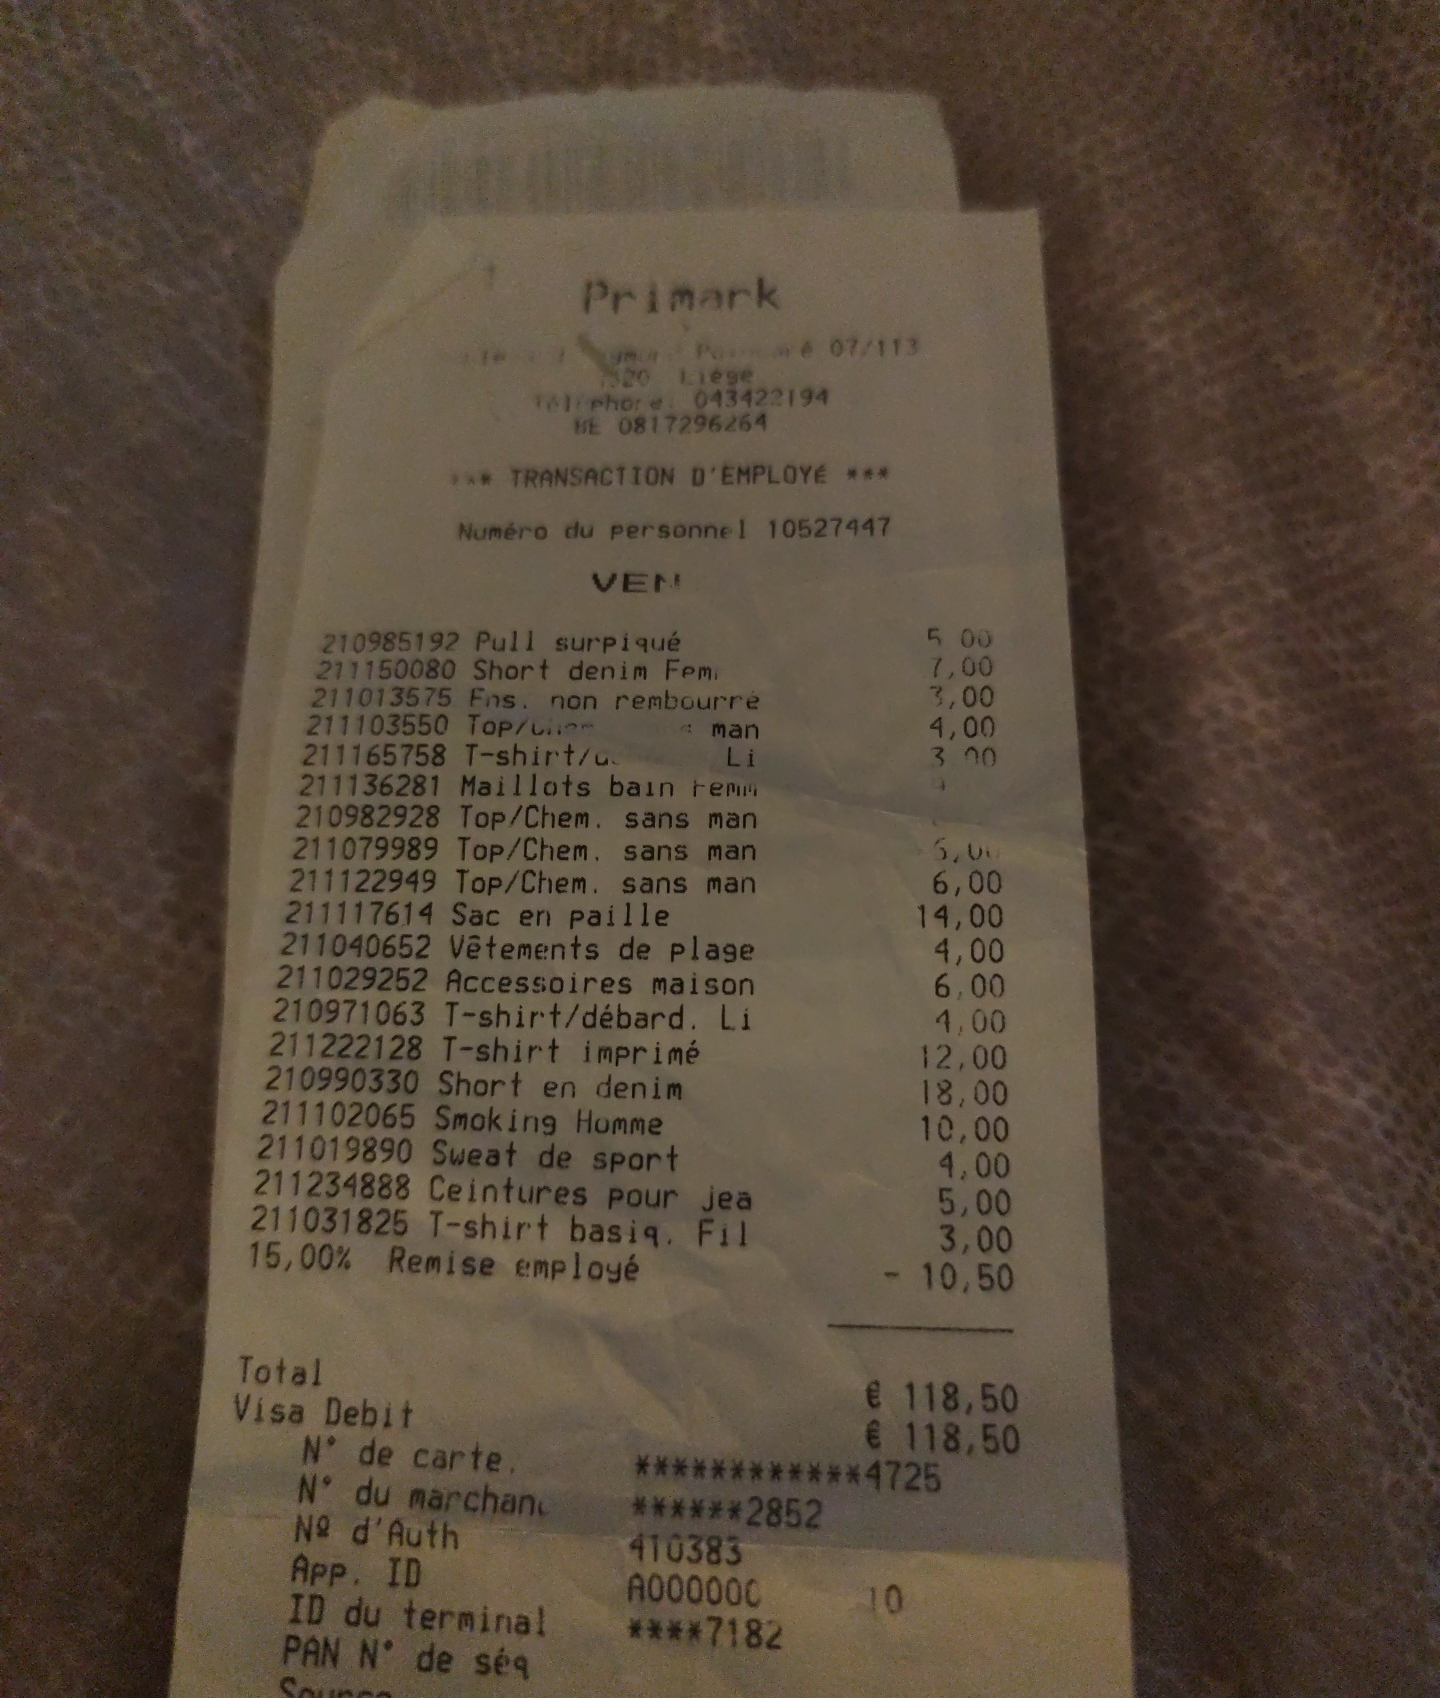 Primark
07/113
Liège
043422194
BE 0817296264
*** TRANSACTION D'EMPLOYÉ ***
Numéro du personnel 10527447
210985192 Pull surpiqué 5,00
211150080 Short denim 7,00
211013575 Ens. non rembourré 3,00
211103550 man 4,00
211165758 Li 3,00
211136281 Maillots bain
210982928 Top/Chem. sans man
211079989 Top/Chem. sans man
211122949 Top/Chem. sans man 6,00
211117614 Sac en paille 14,00
211040652 Vêtements de plage 4,00
211029252 Accessoires maison 6,00
210971063 T-shirt/débard. Li 4,00
211222128 T-shirt imprimé 12,00
210990330 Short en denim 18,00
211102065 Smoking Homme 10,00
211019890 Sweat de sport 4,00
211234888 Ceintures pour jea 5,00
211031825 T-shirt basiq. Fil 3,00
15,00% Remise employé - 10,50
Total € 118,50
Visa Debit € 118,50
N° de carte. ************4725
N° du ******2852
Nº d'Auth 410383
App. ID 10
ID du terminal ****7182
PAN N° de séq